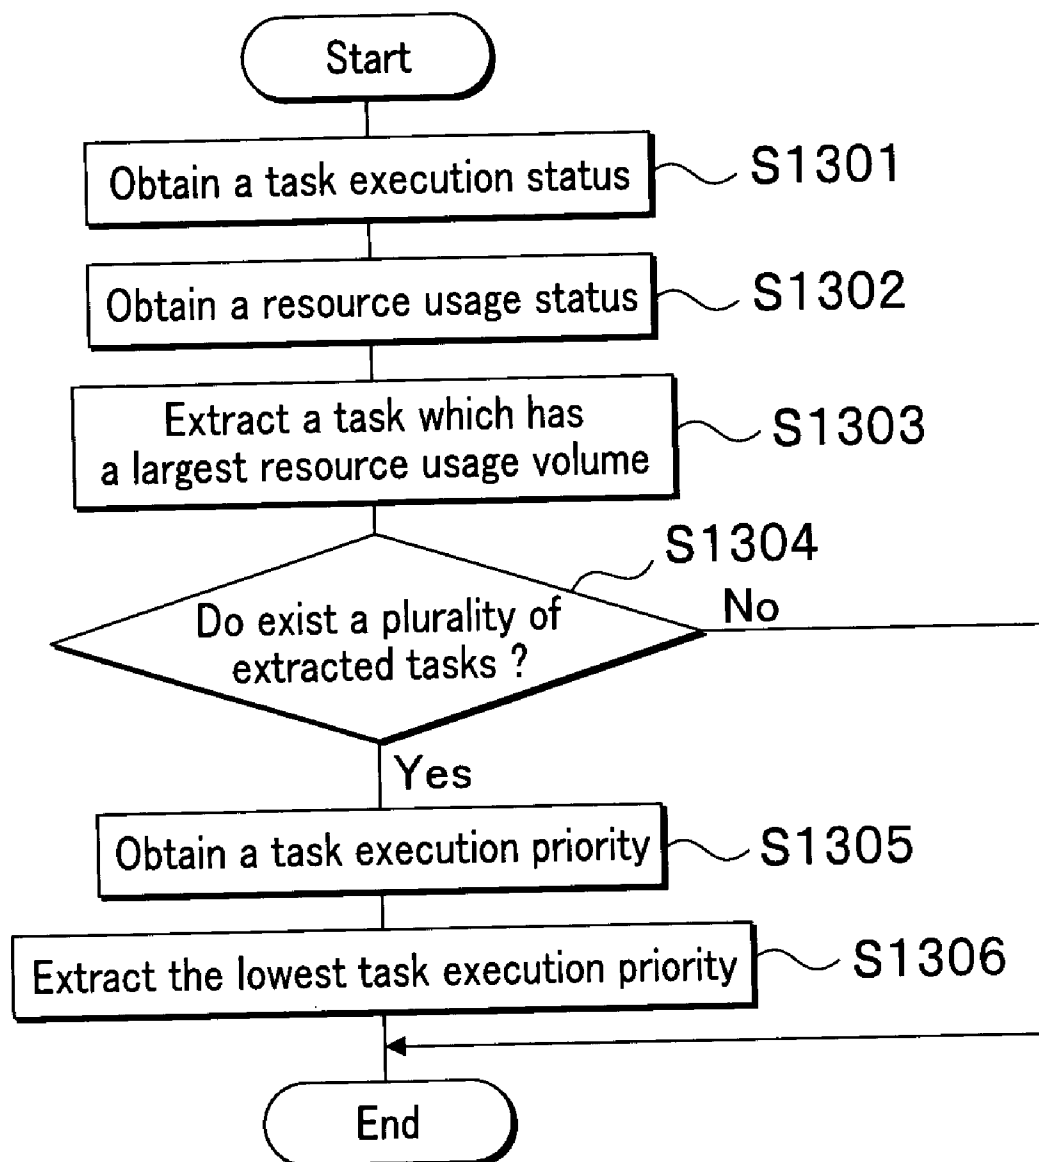 Start
Obtain a task execution status
S1301
Obtain a resource usage status
S1302
Extract a task which has
a largest resource usage volume
S1303
S1304
Do exist a plurality of
extracted tasks ?
No
Yes
Obtain a task execution priority
S1305
Extract the lowest task execution priority
S1306
End